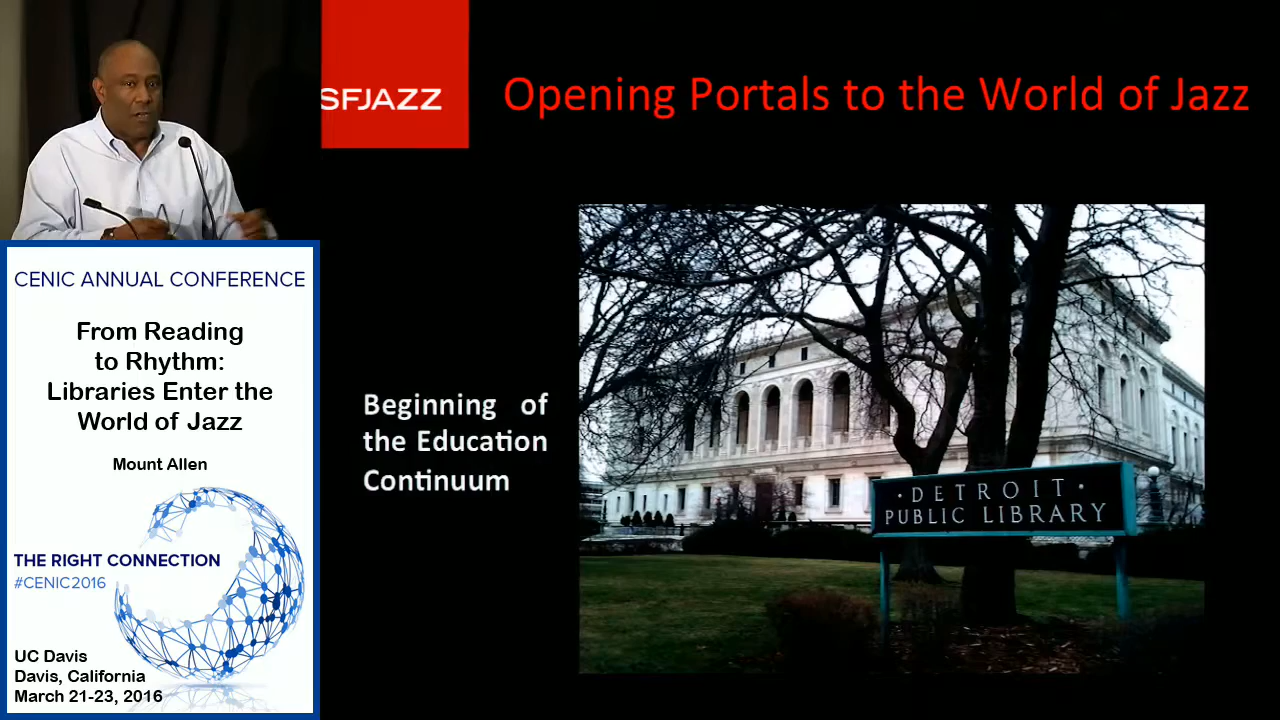 SFJAZZ
Opening Portals to the World of Jazz
CENIC ANNUAL CONFERENCE
From Reading
to Rhythm:
Libraries Enter the
World of Jazz
Mount Allen
THE RIGHT CONNECTION
#CENIC2016
UC Davis
Davis, California
March 21-23, 2016
Beginning of
the Education
Continuum
·DETROIT·
PUBLIC LIBRARY